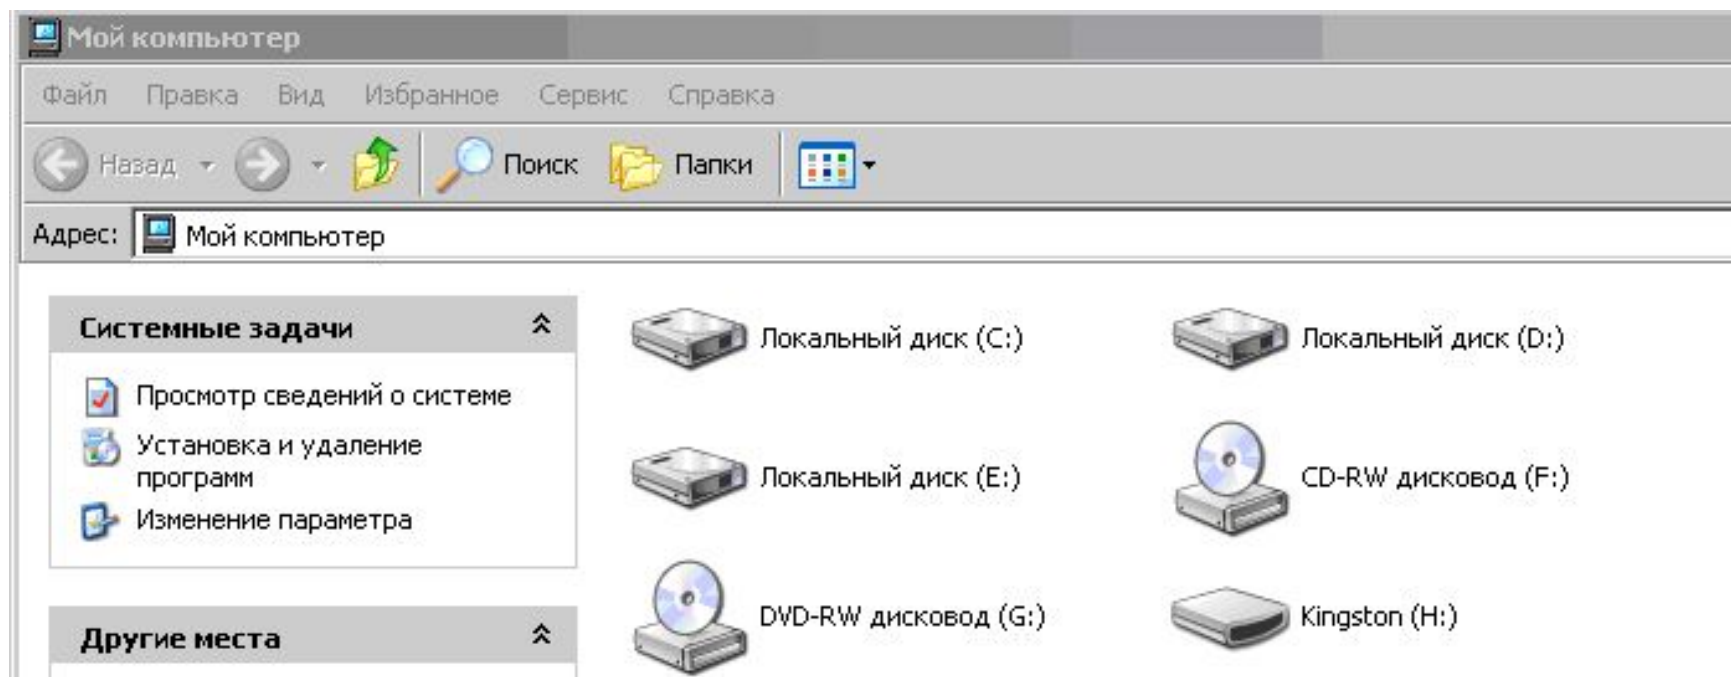 Мой компьютер
Файл Правка Вид Избранное Сервис Справка
Назад Поиск Папки
Адрес: Мой компьютер
Системные задачи
Просмотр сведений о системе
Установка и удаление
программ
Изменение параметра
Другие места
Локальный диск (C:)
Локальный диск (D:)
Локальный диск (E:)
CD-RW дисковод (F:)
DVD-RW дисковод (G:)
Kingston (H:)